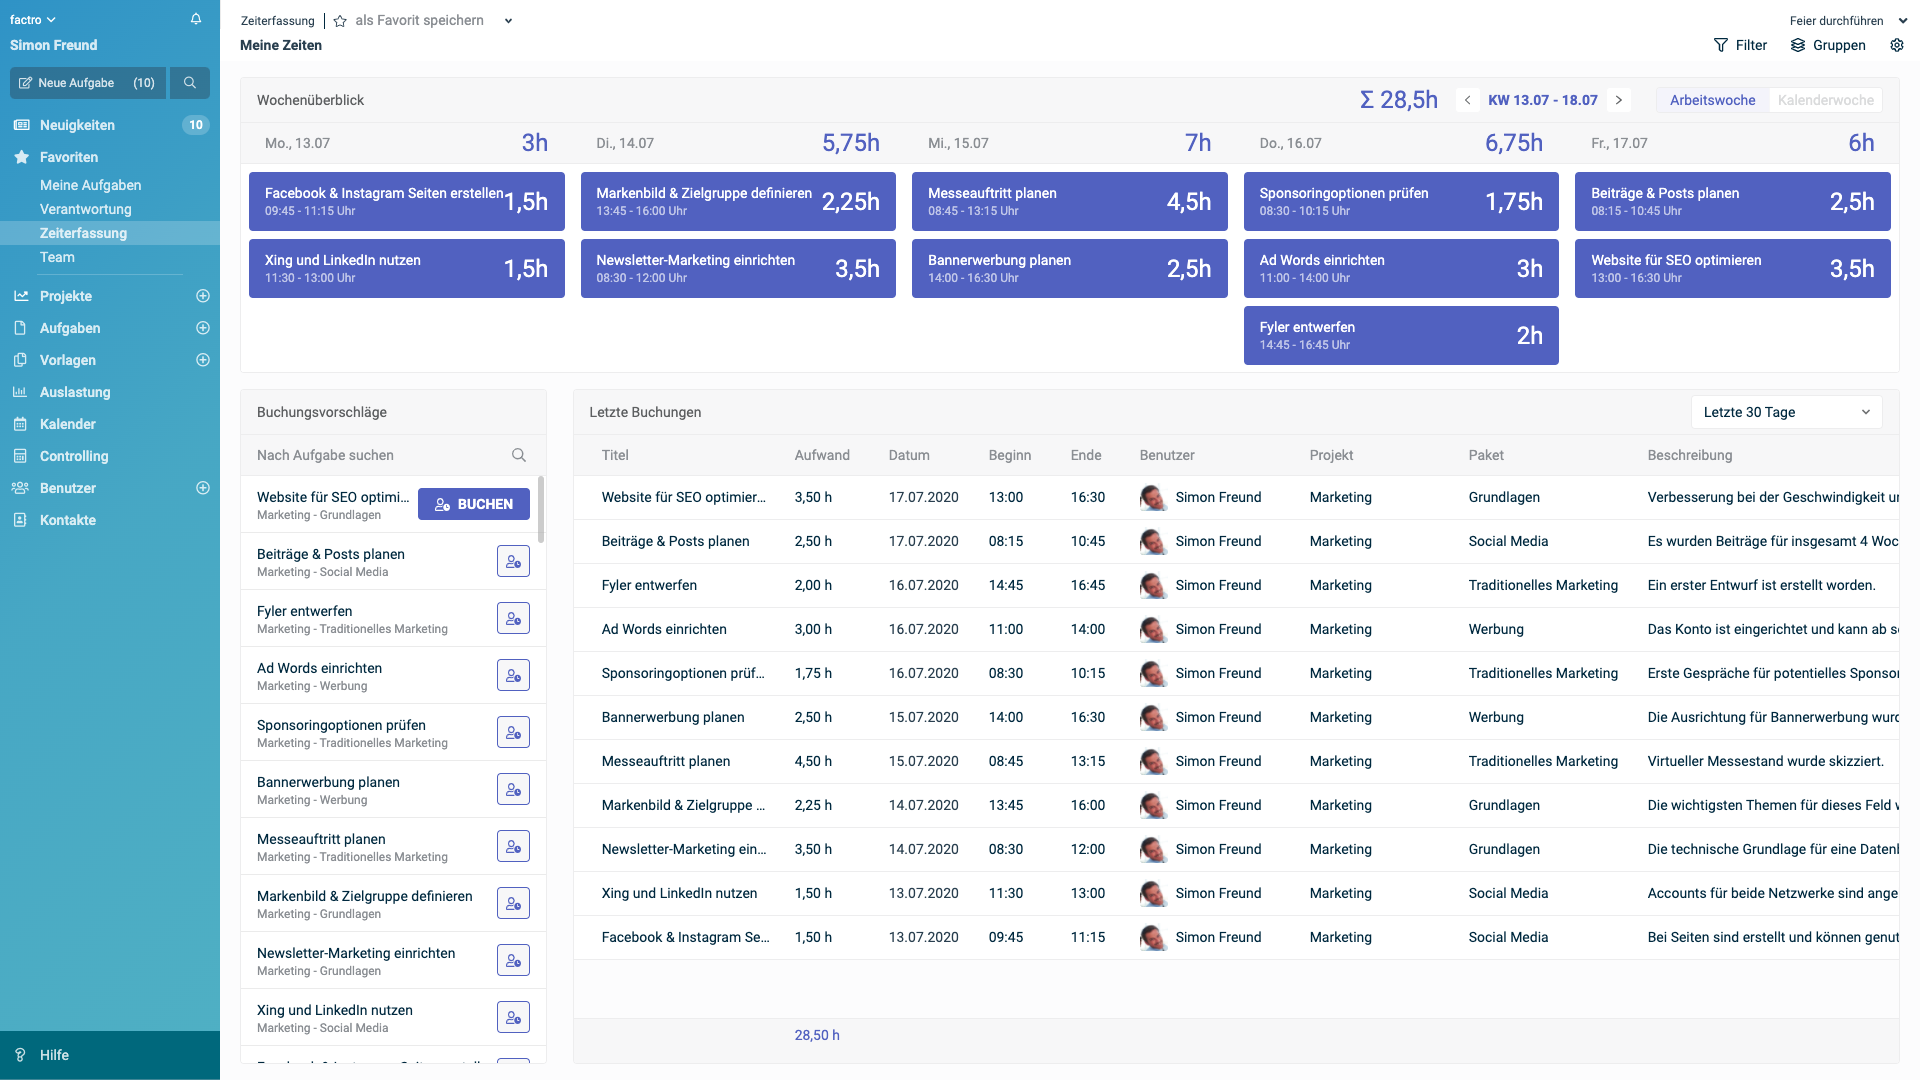 factro
Simon Freund
Neue Aufgabe (10)
Neuigkeiten 10
Favoriten
Meine Aufgaben
Verantwortung
Zeiterfassung
Team
Projekte
Aufgaben
Vorlagen
Auslastung
Kalender
Controlling
Benutzer
Kontakte
Hilfe
Zeiterfassung | als Favorit speichern
Feier durchführen
Meine Zeiten
Filter Gruppen
Wochenüberblick
Σ 28,5h KW 13.07 - 18.07 Arbeitswoche Kalenderwoche
Mo., 13.07 3h
Di., 14.07 5,75h
Mi., 15.07 7h
Do., 16.07 6,75h
Fr., 17.07 6h
Facebook & Instagram Seiten erstellen 1,5h
09:45 - 11:15 Uhr
Markenbild & Zielgruppe definieren 2,25h
13:45 - 16:00 Uhr
Messeauftritt planen 4,5h
08:45 - 13:15 Uhr
Sponsoringoptionen prüfen 1,75h
08:30 - 10:15 Uhr
Beiträge & Posts planen 2,5h
08:15 - 10:45 Uhr
Xing und LinkedIn nutzen 1,5h
11:30 - 13:00 Uhr
Newsletter-Marketing einrichten 3,5h
08:30 - 12:00 Uhr
Bannerwerbung planen 2,5h
14:00 - 16:30 Uhr
Ad Words einrichten 3h
11:00 - 14:00 Uhr
Website für SEO optimieren 3,5h
13:00 - 16:30 Uhr
Fyler entwerfen 2h
14:45 - 16:45 Uhr
Buchungsvorschläge
Nach Aufgabe suchen
Website für SEO optimi... BUCHEN
Marketing - Grundlagen
Beiträge & Posts planen
Marketing - Social Media
Fyler entwerfen
Marketing - Traditionelles Marketing
Ad Words einrichten
Marketing - Werbung
Sponsoringoptionen prüfen
Marketing - Traditionelles Marketing
Bannerwerbung planen
Marketing - Werbung
Messeauftritt planen
Marketing - Traditionelles Marketing
Markenbild & Zielgruppe definieren
Marketing - Grundlagen
Newsletter-Marketing einrichten
Marketing - Grundlagen
Xing und LinkedIn nutzen
Marketing - Social Media
Letzte Buchungen Letzte 30 Tage
Titel Aufwand Datum Beginn Ende Benutzer Projekt Paket Beschreibung
Website für SEO optimier... 3,50 h 17.07.2020 13:00 16:30 Simon Freund Marketing Grundlagen Verbesserung bei der Geschwindigkeit
Beiträge & Posts planen 2,50 h 17.07.2020 08:15 10:45 Simon Freund Marketing Social Media Es wurden Beiträge für insgesamt 4 Woc
Fyler entwerfen 2,00 h 16.07.2020 14:45 16:45 Simon Freund Marketing Traditionelles Marketing Ein erster Entwurf ist erstellt worden.
Ad Words einrichten 3,00 h 16.07.2020 11:00 14:00 Simon Freund Marketing Werbung Das Konto ist eingerichtet und kann ab s
Sponsoringoptionen prüf... 1,75 h 16.07.2020 08:30 10:15 Simon Freund Marketing Traditionelles Marketing Erste Gespräche für potentielles Sponsor
Bannerwerbung planen 2,50 h 15.07.2020 14:00 16:30 Simon Freund Marketing Werbung Die Ausrichtung für Bannerwerbung wurd
Messeauftritt planen 4,50 h 15.07.2020 08:45 13:15 Simon Freund Marketing Traditionelles Marketing Virtueller Messestand wurde skizziert.
Markenbild & Zielgruppe ... 2,25 h 14.07.2020 13:45 16:00 Simon Freund Marketing Grundlagen Die wichtigsten Themen für dieses Feld
Newsletter-Marketing ein... 3,50 h 14.07.2020 08:30 12:00 Simon Freund Marketing Grundlagen Die technische Grundlage für eine Daten
Xing und LinkedIn nutzen 1,50 h 13.07.2020 11:30 13:00 Simon Freund Marketing Social Media Accounts für beide Netzwerke sind ange
Facebook & Instagram Se... 1,50 h 13.07.2020 09:45 11:15 Simon Freund Marketing Social Media Bei Seiten sind erstellt und können genut
28,50 h